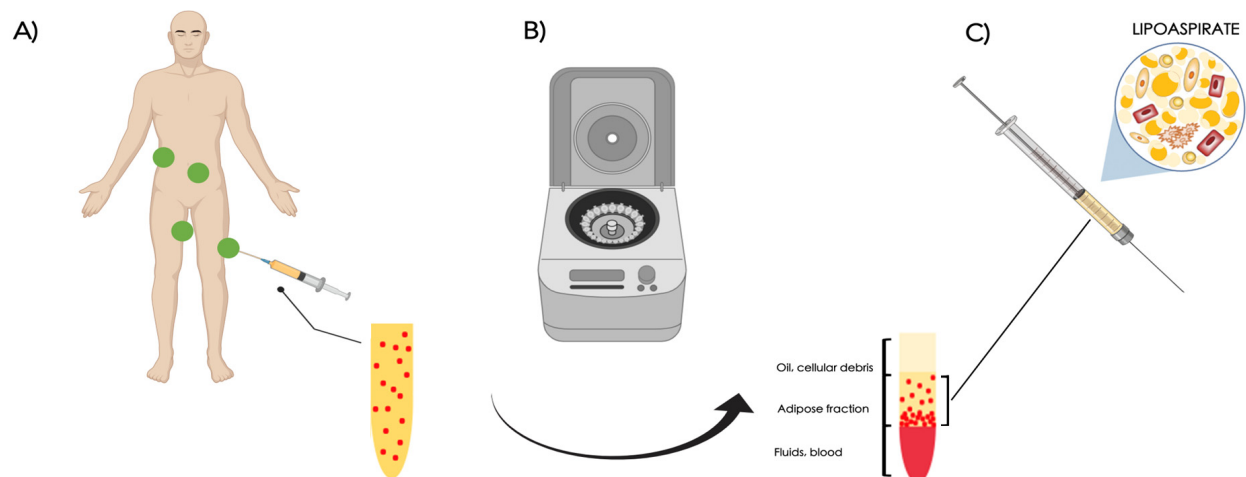 A)
B)
C)
LIPOASPIRATE
Oil, cellular debris
Adipose fraction
Fluids, blood